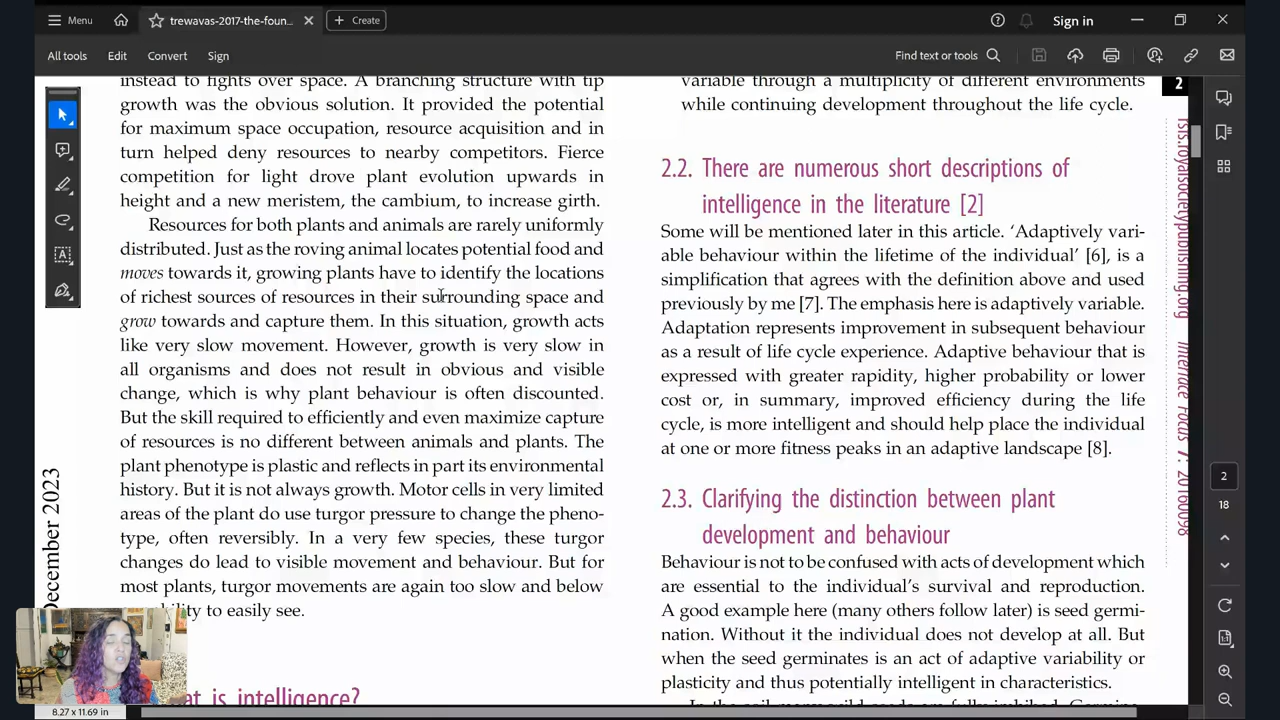 Menu
trewavas-2017-the-foun...
Create
Sign in
All tools
Edit
Convert
Sign
Find text or tools
instead to fights over space. A branching structure with tip
growth was the obvious solution. It provided the potential
for maximum space occupation, resource acquisition and in
turn helped deny resources to nearby competitors. Fierce
competition for light drove plant evolution upwards in
height and a new meristem, the cambium, to increase girth.
Resources for both plants and animals are rarely uniformly
distributed. Just as the roving animal locates potential food and
moves towards it, growing plants have to identify the locations
of richest sources of resources in their surrounding space and
grow towards and capture them. In this situation, growth acts
like very slow movement. However, growth is very slow in
all organisms and does not result in obvious and visible
change, which is why plant behaviour is often discounted.
But the skill required to efficiently and even maximize capture
of resources is no different between animals and plants. The
plant phenotype is plastic and reflects in part its environmental
history. But it is not always growth. Motor cells in very limited
areas of the plant do use turgor pressure to change the pheno-
type, often reversibly. In a very few species, these turgor
changes do lead to visible movement and behaviour. But for
most plants, turgor movements are again too slow and below
to easily see.
is intelligence?
variable through a multiplicity of different environments
while continuing development throughout the life cycle.
2.2. There are numerous short descriptions of
intelligence in the literature [2]
Some will be mentioned later in this article. ‘Adaptively vari-
able behaviour within the lifetime of the individual’ [6], is a
simplification that agrees with the definition above and used
previously by me [7]. The emphasis here is adaptively variable.
Adaptation represents improvement in subsequent behaviour
as a result of life cycle experience. Adaptive behaviour that is
expressed with greater rapidity, higher probability or lower
cost or, in summary, improved efficiency during the life
cycle, is more intelligent and should help place the individual
at one or more fitness peaks in an adaptive landscape [8].
2.3. Clarifying the distinction between plant
development and behaviour
Behaviour is not to be confused with acts of development which
are essential to the individual’s survival and reproduction.
A good example here (many others follow later) is seed germi-
nation. Without it the individual does not develop at all. But
when the seed germinates is an act of adaptive variability or
plasticity and thus potentially intelligent in characteristics.
In the soil many wild seeds are fully imbibed. Germina-
2
rsfs.royalsocietypublishing.org
Interface Focus 7: 20160098
December 2023
2
18
8.27 x 11.69 in